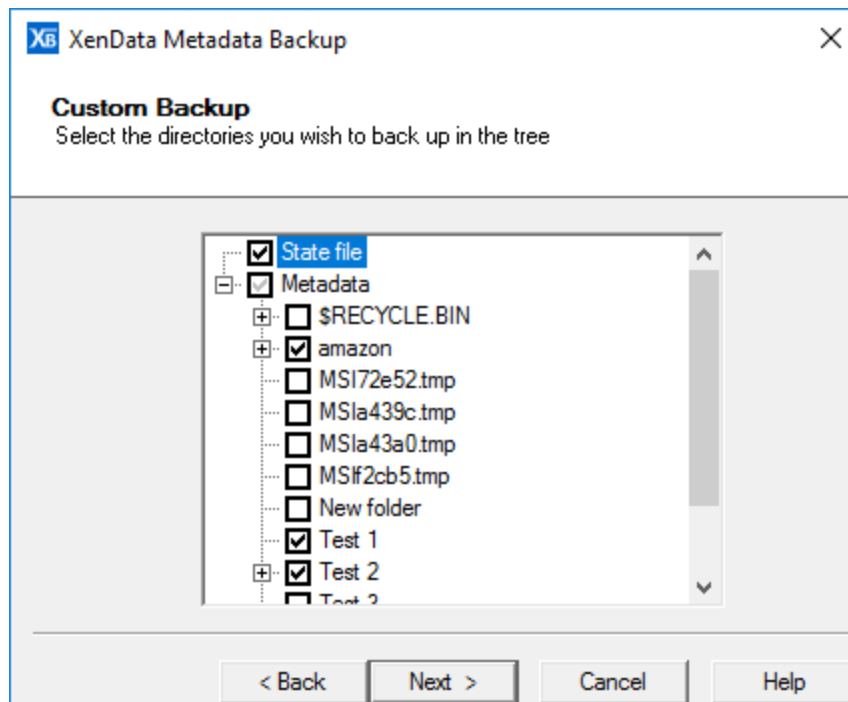 XB XenData Metadata Backup
Custom Backup
Select the directories you wish to back up in the tree
State file
Metadata
$RECYCLE.BIN
amazon
MSI72e52.tmp
MSIa439c.tmp
MSIa43a0.tmp
MSIf2cb5.tmp
New folder
Test 1
Test 2
< Back Next > Cancel Help